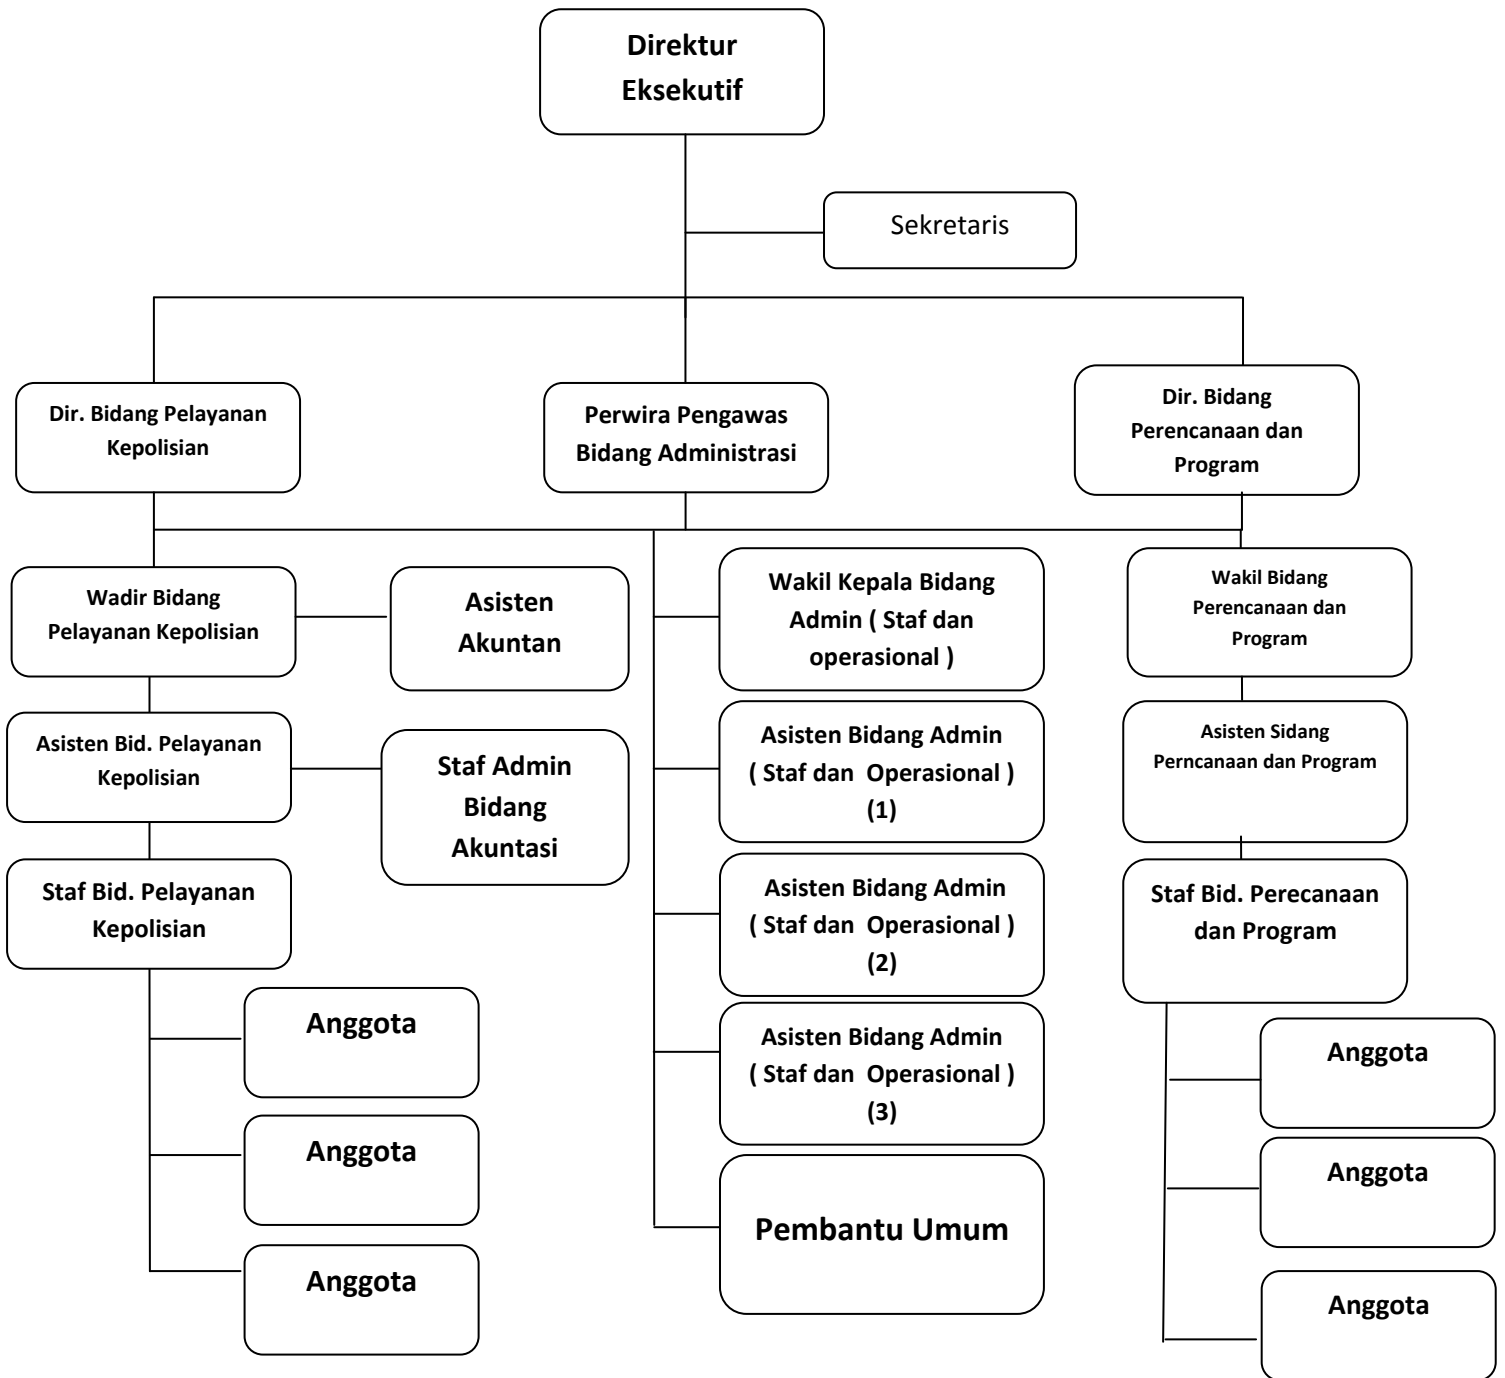 Direktur
Eksekutif
Sekretaris
Dir. Bidang Pelayanan
Kepolisian
Perwira Pengawas
Bidang Administrasi
Dir. Bidang
Perencanaan dan
Program
Wadir Bidang
Pelayanan Kepolisian
Asisten
Akuntan
Wakil Kepala Bidang
Admin ( Staf dan
operasional )
Wakil Bidang
Perencanaan dan
Program
Asisten Bid. Pelayanan
Kepolisian
Staf Admin
Bidang
Akuntasi
Asisten Bidang Admin
( Staf dan Operasional )
(1)
Asisten Sidang
Perncanaan dan Program
Staf Bid. Pelayanan
Kepolisian
Asisten Bidang Admin
( Staf dan Operasional )
(2)
Staf Bid. Perecanaan
dan Program
Anggota
Anggota
Anggota
Asisten Bidang Admin
( Staf dan Operasional )
(3)
Pembantu Umum
Anggota
Anggota
Anggota